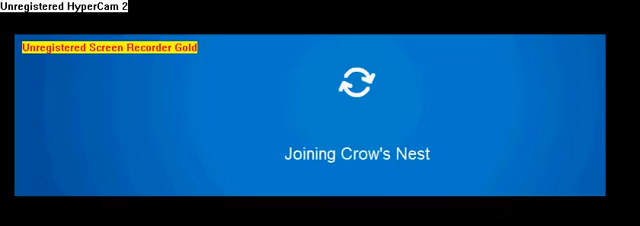 Unregistered HyperCam 2
Unregistered Screen Recorder Gold
Joining Crow's Nest